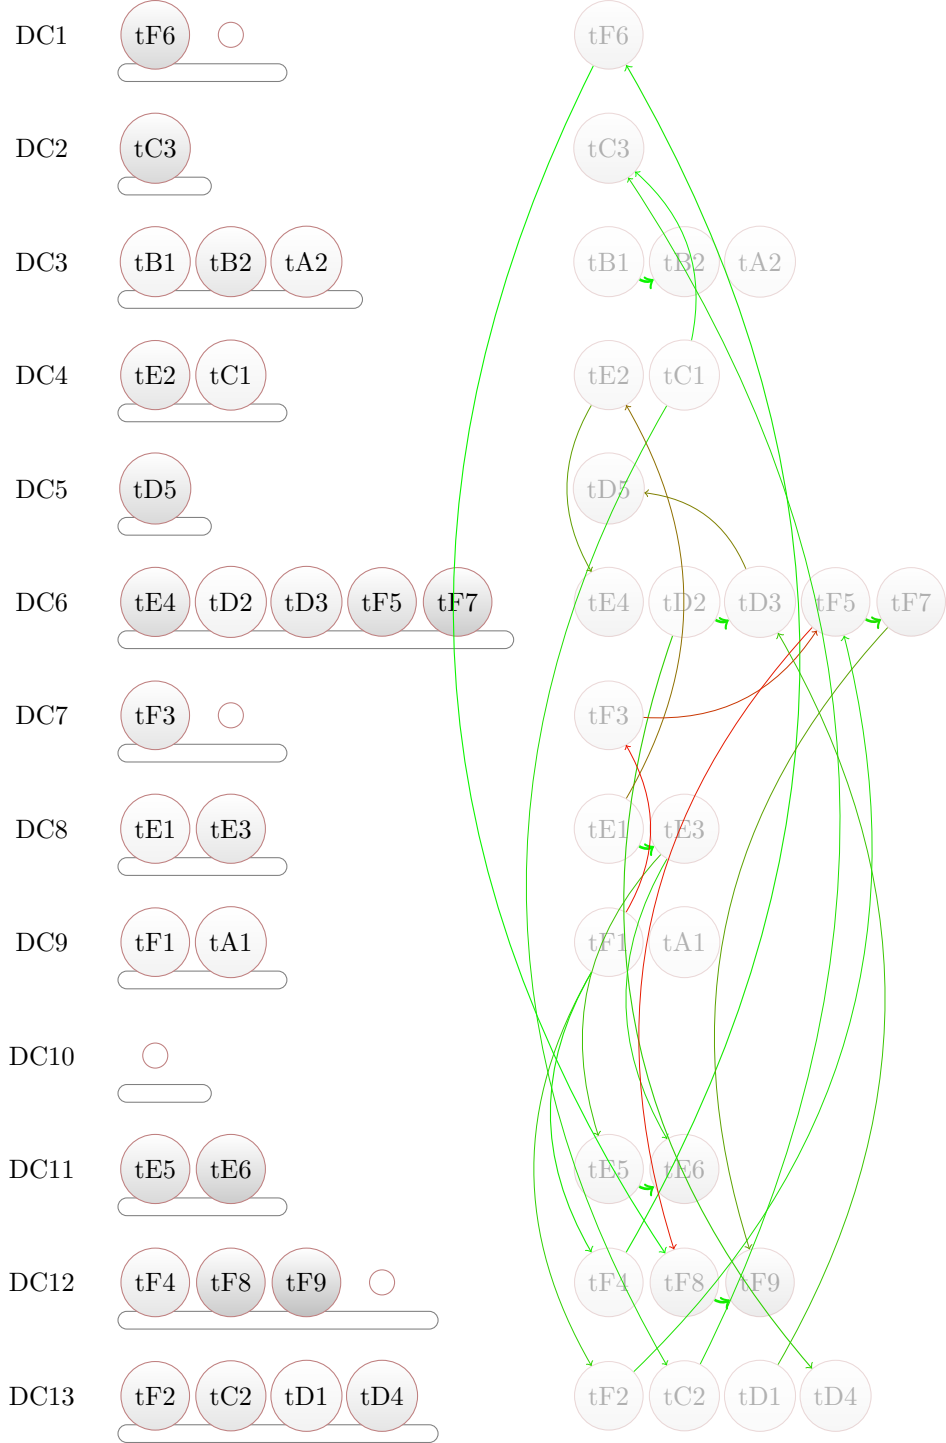 DC1 tF6 tF6
DC2 tC3 tC3
DC3 tB1 tB2 tA2 tB1 tB2 tA2
DC4 tE2 tC1 tE2 tC1
DC5 tD5 tD5
DC6 tE4 tD2 tD3 tF5 tF7 tE4 tD2 tD3 tF5 tF7
DC7 tF3 tF3
DC8 tE1 tE3 tE1 tE3
DC9 tF1 tA1 tF1 tA1
DC10
DC11 tE5 tE6 tE5 tE6
DC12 tF4 tF8 tF9 tF4 tF8 tF9
DC13 tF2 tC2 tD1 tD4 tF2 tC2 tD1 tD4